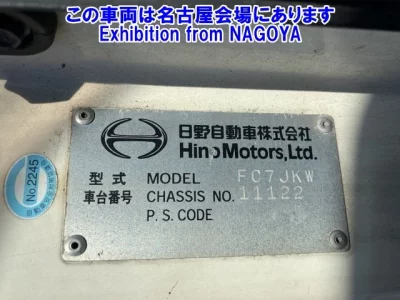 この車両は名古屋会場にあります
Exhibition from NAGOYA
日野自動車株式会社
Hino Motors, Ltd.
型式 MODEL FC7JKW
車台番号 CHASSIS NO. 11122
P.S. CODE
No.2245